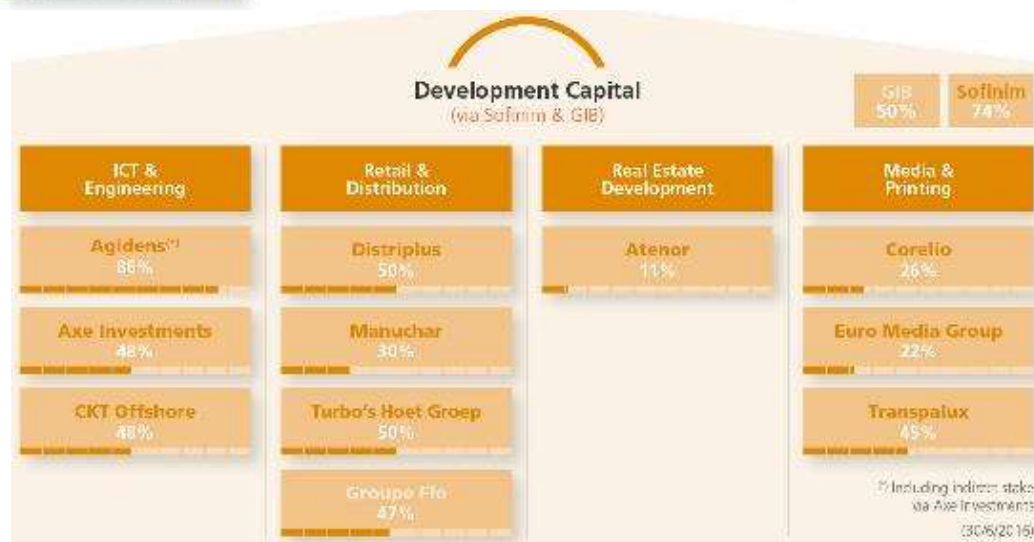 Development Capital
(via Sofinim & GIB)
GIB
50%
Sofinim
74%
ICT &
Engineering
Agidens(*)
86%
Axe Investments
48%
CKT Offshore
48%
Retail &
Distribution
Distriplus
50%
Manuchar
30%
Turbo's Hoet Groep
50%
Groupe Flo
47%
Real Estate
Development
Atenor
11%
Media &
Printing
Corelio
26%
Euro Media Group
22%
Transpalux
45%
(*) Including indirect stake
via Axe Investments
(30/6/2016)